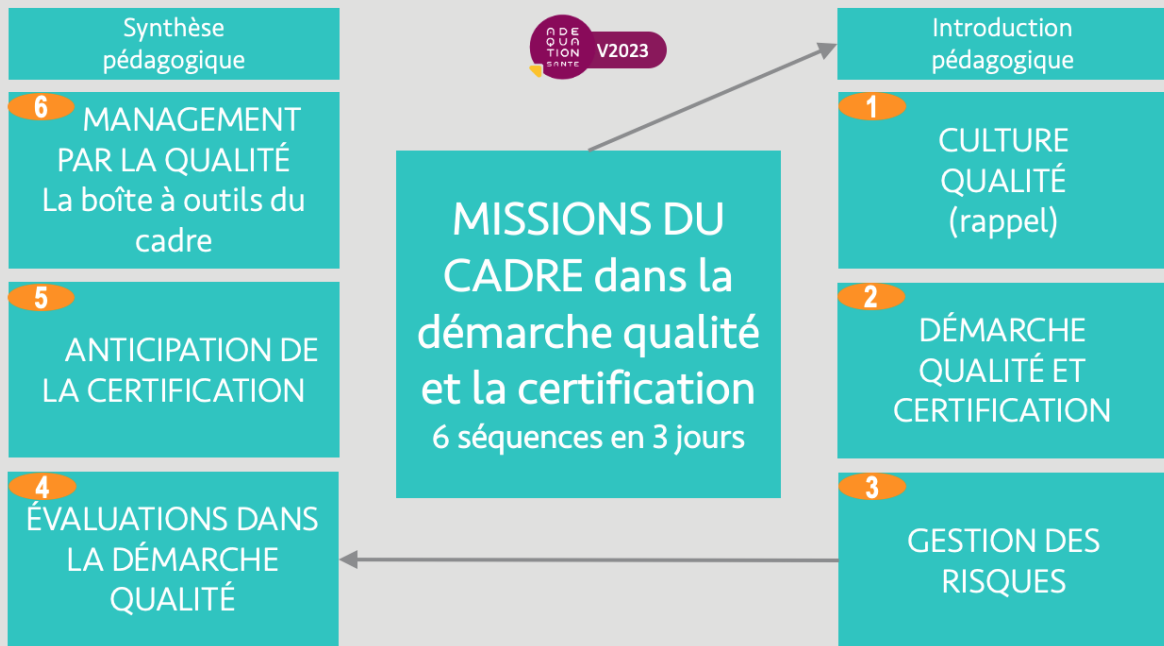 Synthèse
pédagogique
ADE
QUA
TION
SANTE
V2023
Introduction
pédagogique
6
MANAGEMENT
PAR LA QUALITÉ
La boîte à outils du
cadre
MISSIONS DU
CADRE dans la
démarche qualité
et la certification
6 séquences en 3 jours
1
CULTURE
QUALITÉ
(rappel)
5
ANTICIPATION DE
LA CERTIFICATION
2
DÉMARCHE
QUALITÉ ET
CERTIFICATION
4
ÉVALUATIONS DANS
LA DÉMARCHE
QUALITÉ
3
GESTION DES
RISQUES